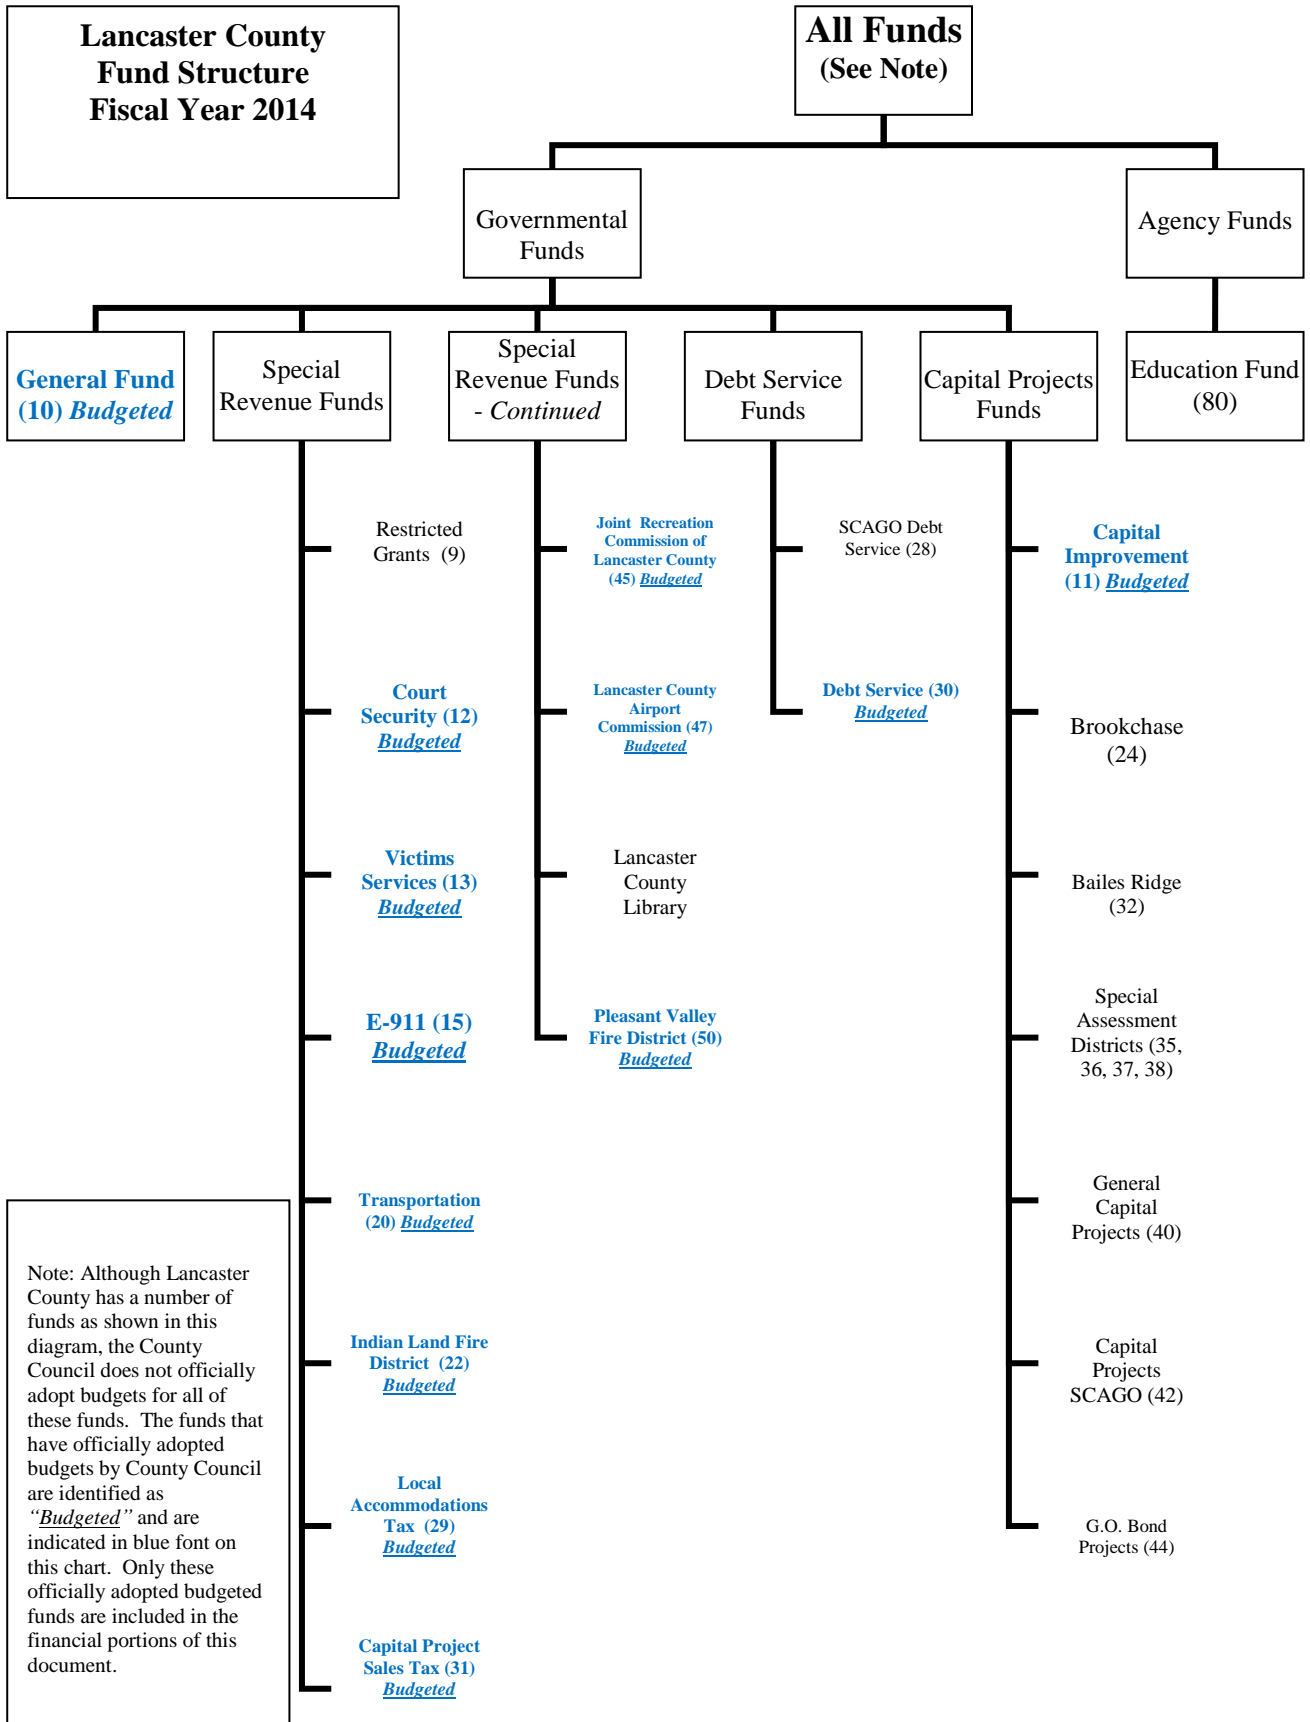 Lancaster County
Fund Structure
Fiscal Year 2014
All Funds
(See Note)
Governmental
Funds
Agency Funds
General Fund
(10) Budgeted
Special
Revenue Funds
Special
Revenue Funds
- Continued
Debt Service
Funds
Capital Projects
Funds
Education Fund
(80)
Restricted
Grants (9)
Court
Security (12)
Budgeted
Victims
Services (13)
Budgeted
E-911 (15)
Budgeted
Transportation
(20) Budgeted
Indian Land Fire
District (22)
Budgeted
Local
Accommodations
Tax (29)
Budgeted
Capital Project
Sales Tax (31)
Budgeted
Joint Recreation
Commission of
Lancaster County
(45) Budgeted
Lancaster County
Airport
Commission (47)
Budgeted
Lancaster
County
Library
Pleasant Valley
Fire District (50)
Budgeted
SCAGO Debt
Service (28)
Debt Service (30)
Budgeted
Capital
Improvement
(11) Budgeted
Brookchase
(24)
Bailes Ridge
(32)
Special
Assessment
Districts (35,
36, 37, 38)
General
Capital
Projects (40)
Capital
Projects
SCAGO (42)
G.O. Bond
Projects (44)
Note: Although Lancaster
County has a number of
funds as shown in this
diagram, the County
Council does not officially
adopt budgets for all of
these funds. The funds that
have officially adopted
budgets by County Council
are identified as
“Budgeted” and are
indicated in blue font on
this chart. Only these
officially adopted budgeted
funds are included in the
financial portions of this
document.